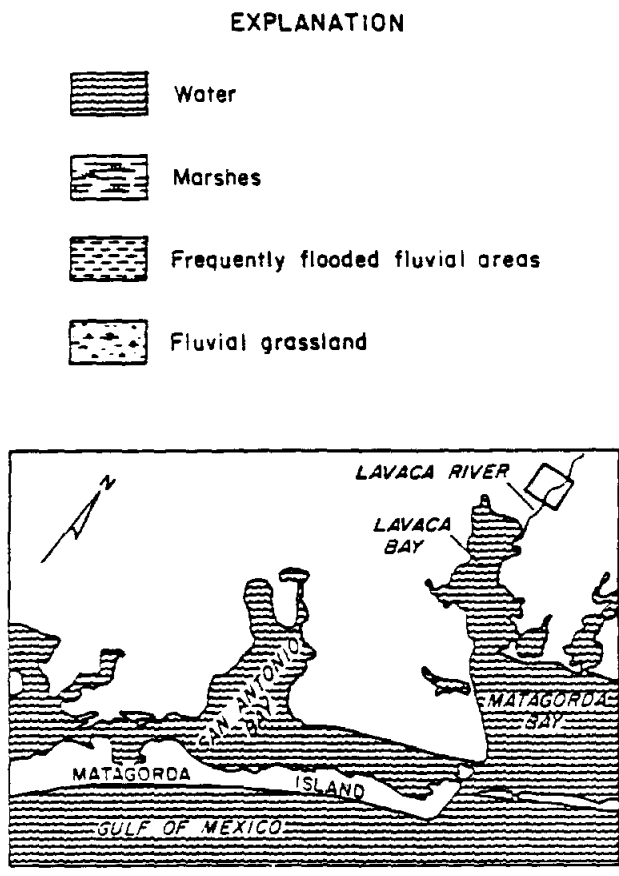 EXPLANATION
Water
Marshes
Frequently flooded fluvial areas
Fluvial grassland
N
LAVACA RIVER
LAVACA
BAY
SAN ANTONIO
BAY
MATAGORDA
BAY
MATAGORDA
ISLAND
GULF OF MEXICO